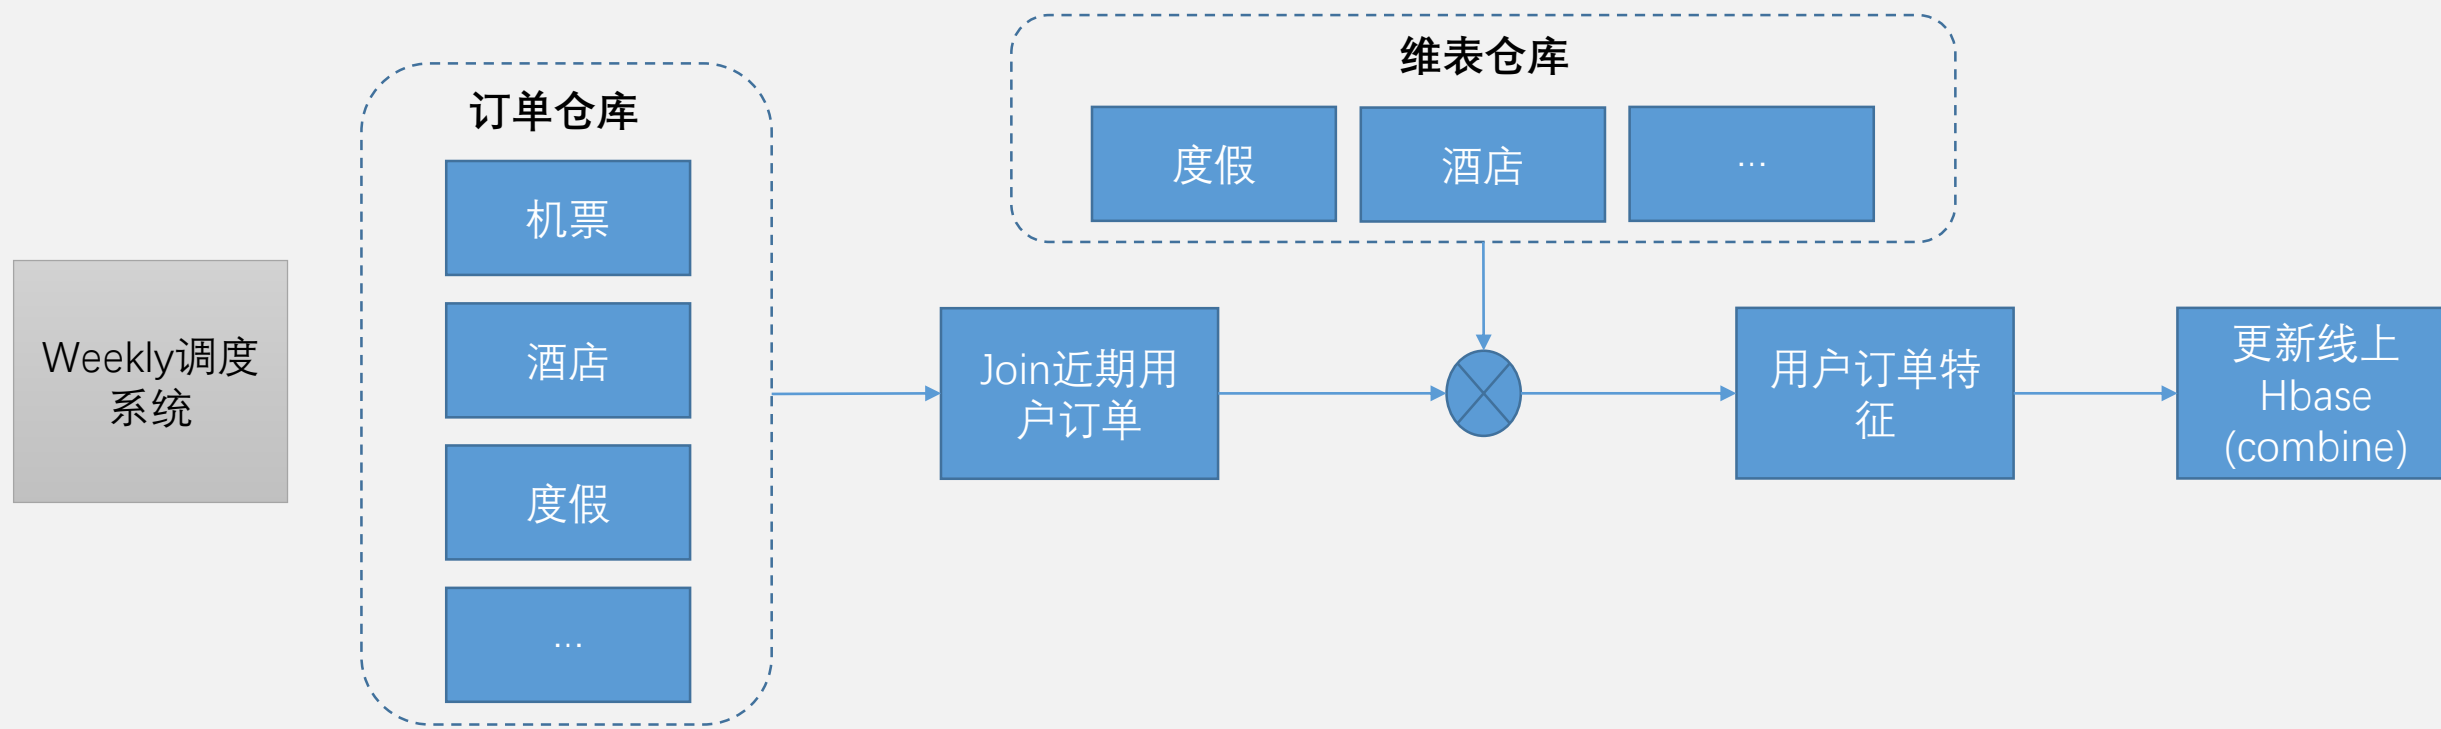 Weekly调度
系统
订单仓库
机票
酒店
度假
...
Join近期用
户订单
维表仓库
度假
酒店
...
用户订单特
征
更新线上
Hbase
(combine)